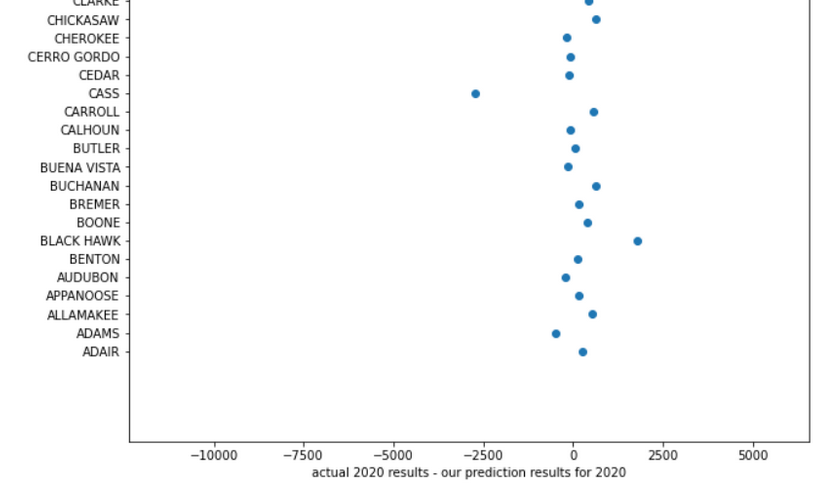 CLARKE
CHICKASAW
CHEROKEE
CERRO GORDO
CEDAR
CASS
CARROLL
CALHOUN
BUTLER
BUENA VISTA
BUCHANAN
BREMER
BOONE
BLACK HAWK
BENTON
AUDUBON
APPANOOSE
ALLAMAKEE
ADAMS
ADAIR
−10000 −7500 −5000 −2500 0 2500 5000
actual 2020 results - our prediction results for 2020